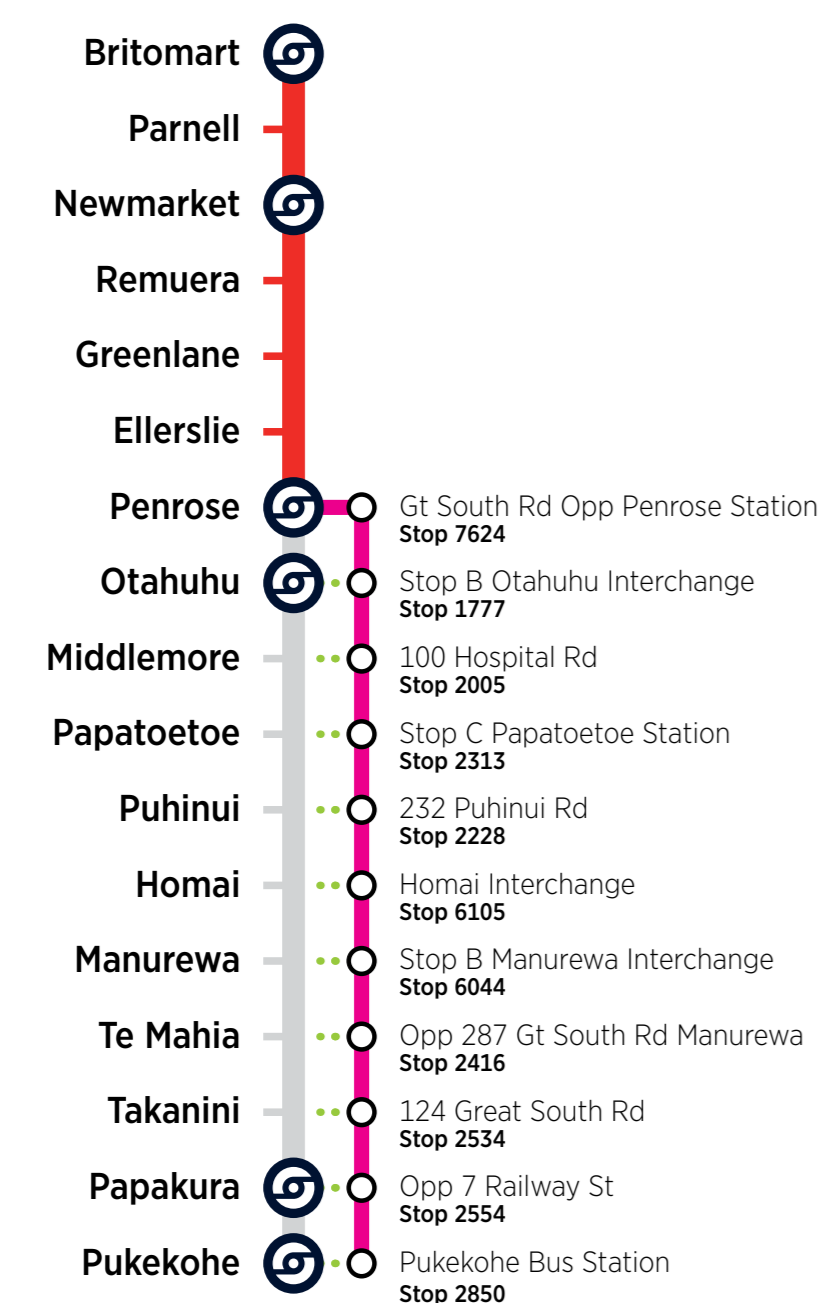 Britomart
Parnell
Newmarket
Remuera
Greenlane
Ellerslie
Penrose
Gt South Rd Opp Penrose Station
Stop 7624
Otahuhu
Stop B Otahuhu Interchange
Stop 1777
Middlemore
100 Hospital Rd
Stop 2005
Papatoetoe
Stop C Papatoetoe Station
Stop 2313
Puhinui
232 Puhinui Rd
Stop 2228
Homai
Homai Interchange
Stop 6105
Manurewa
Stop B Manurewa Interchange
Stop 6044
Te Mahia
Opp 287 Gt South Rd Manurewa
Stop 2416
Takanini
124 Great South Rd
Stop 2534
Papakura
Opp 7 Railway St
Stop 2554
Pukekohe
Pukekohe Bus Station
Stop 2850